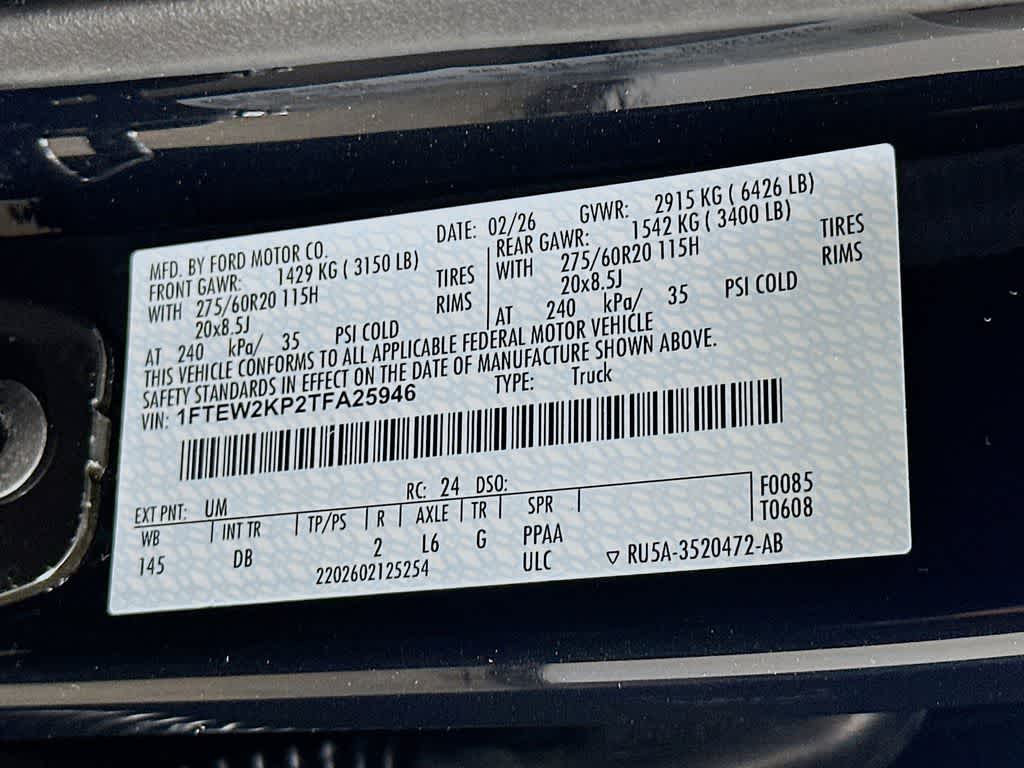 MFD. BY FORD MOTOR CO. DATE: 02/26 GVWR: 2915 KG ( 6426 LB)
FRONT GAWR: 1429 KG ( 3150 LB) REAR GAWR: 1542 KG ( 3400 LB)
WITH 275/60R20 115H TIRES WITH 275/60R20 115H TIRES
20x8.5J RIMS 20x8.5J RIMS
AT 240 kPa/ 35 PSI COLD AT 240 kPa/ 35 PSI COLD
THIS VEHICLE CONFORMS TO ALL APPLICABLE FEDERAL MOTOR VEHICLE
SAFETY STANDARDS IN EFFECT ON THE DATE OF MANUFACTURE SHOWN ABOVE.
VIN: 1FTEW2KP2TFA25946 TYPE: Truck
EXT PNT: UM RC: 24 DSO: F0085
WB INT TR TP/PS R AXLE TR SPR T0608
145 DB 2 L6 G PPAA
2202602125254 ULC ▽ RU5A-3520472-AB